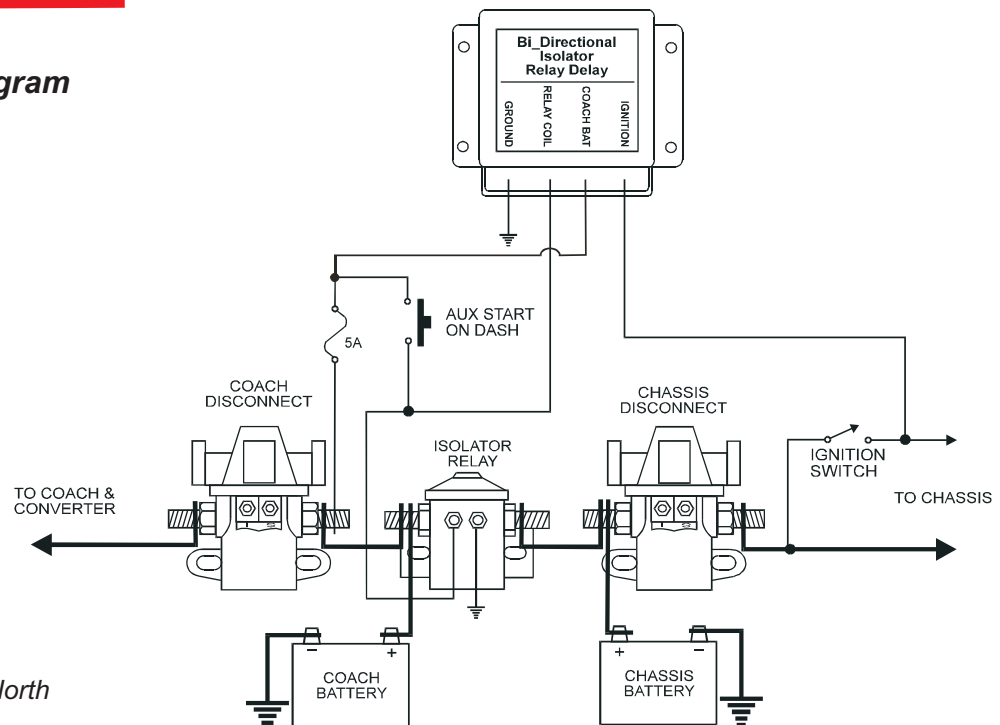 gram
Bi_Directional
Isolator
Relay Delay
GROUND
RELAY COIL
COACH BAT
IGNITION
AUX START
ON DASH
5A
COACH
DISCONNECT
CHASSIS
DISCONNECT
ISOLATOR
RELAY
IGNITION
SWITCH
TO COACH &
CONVERTER
TO CHASSIS
- +
COACH
BATTERY
+ -
CHASSIS
BATTERY
lorth